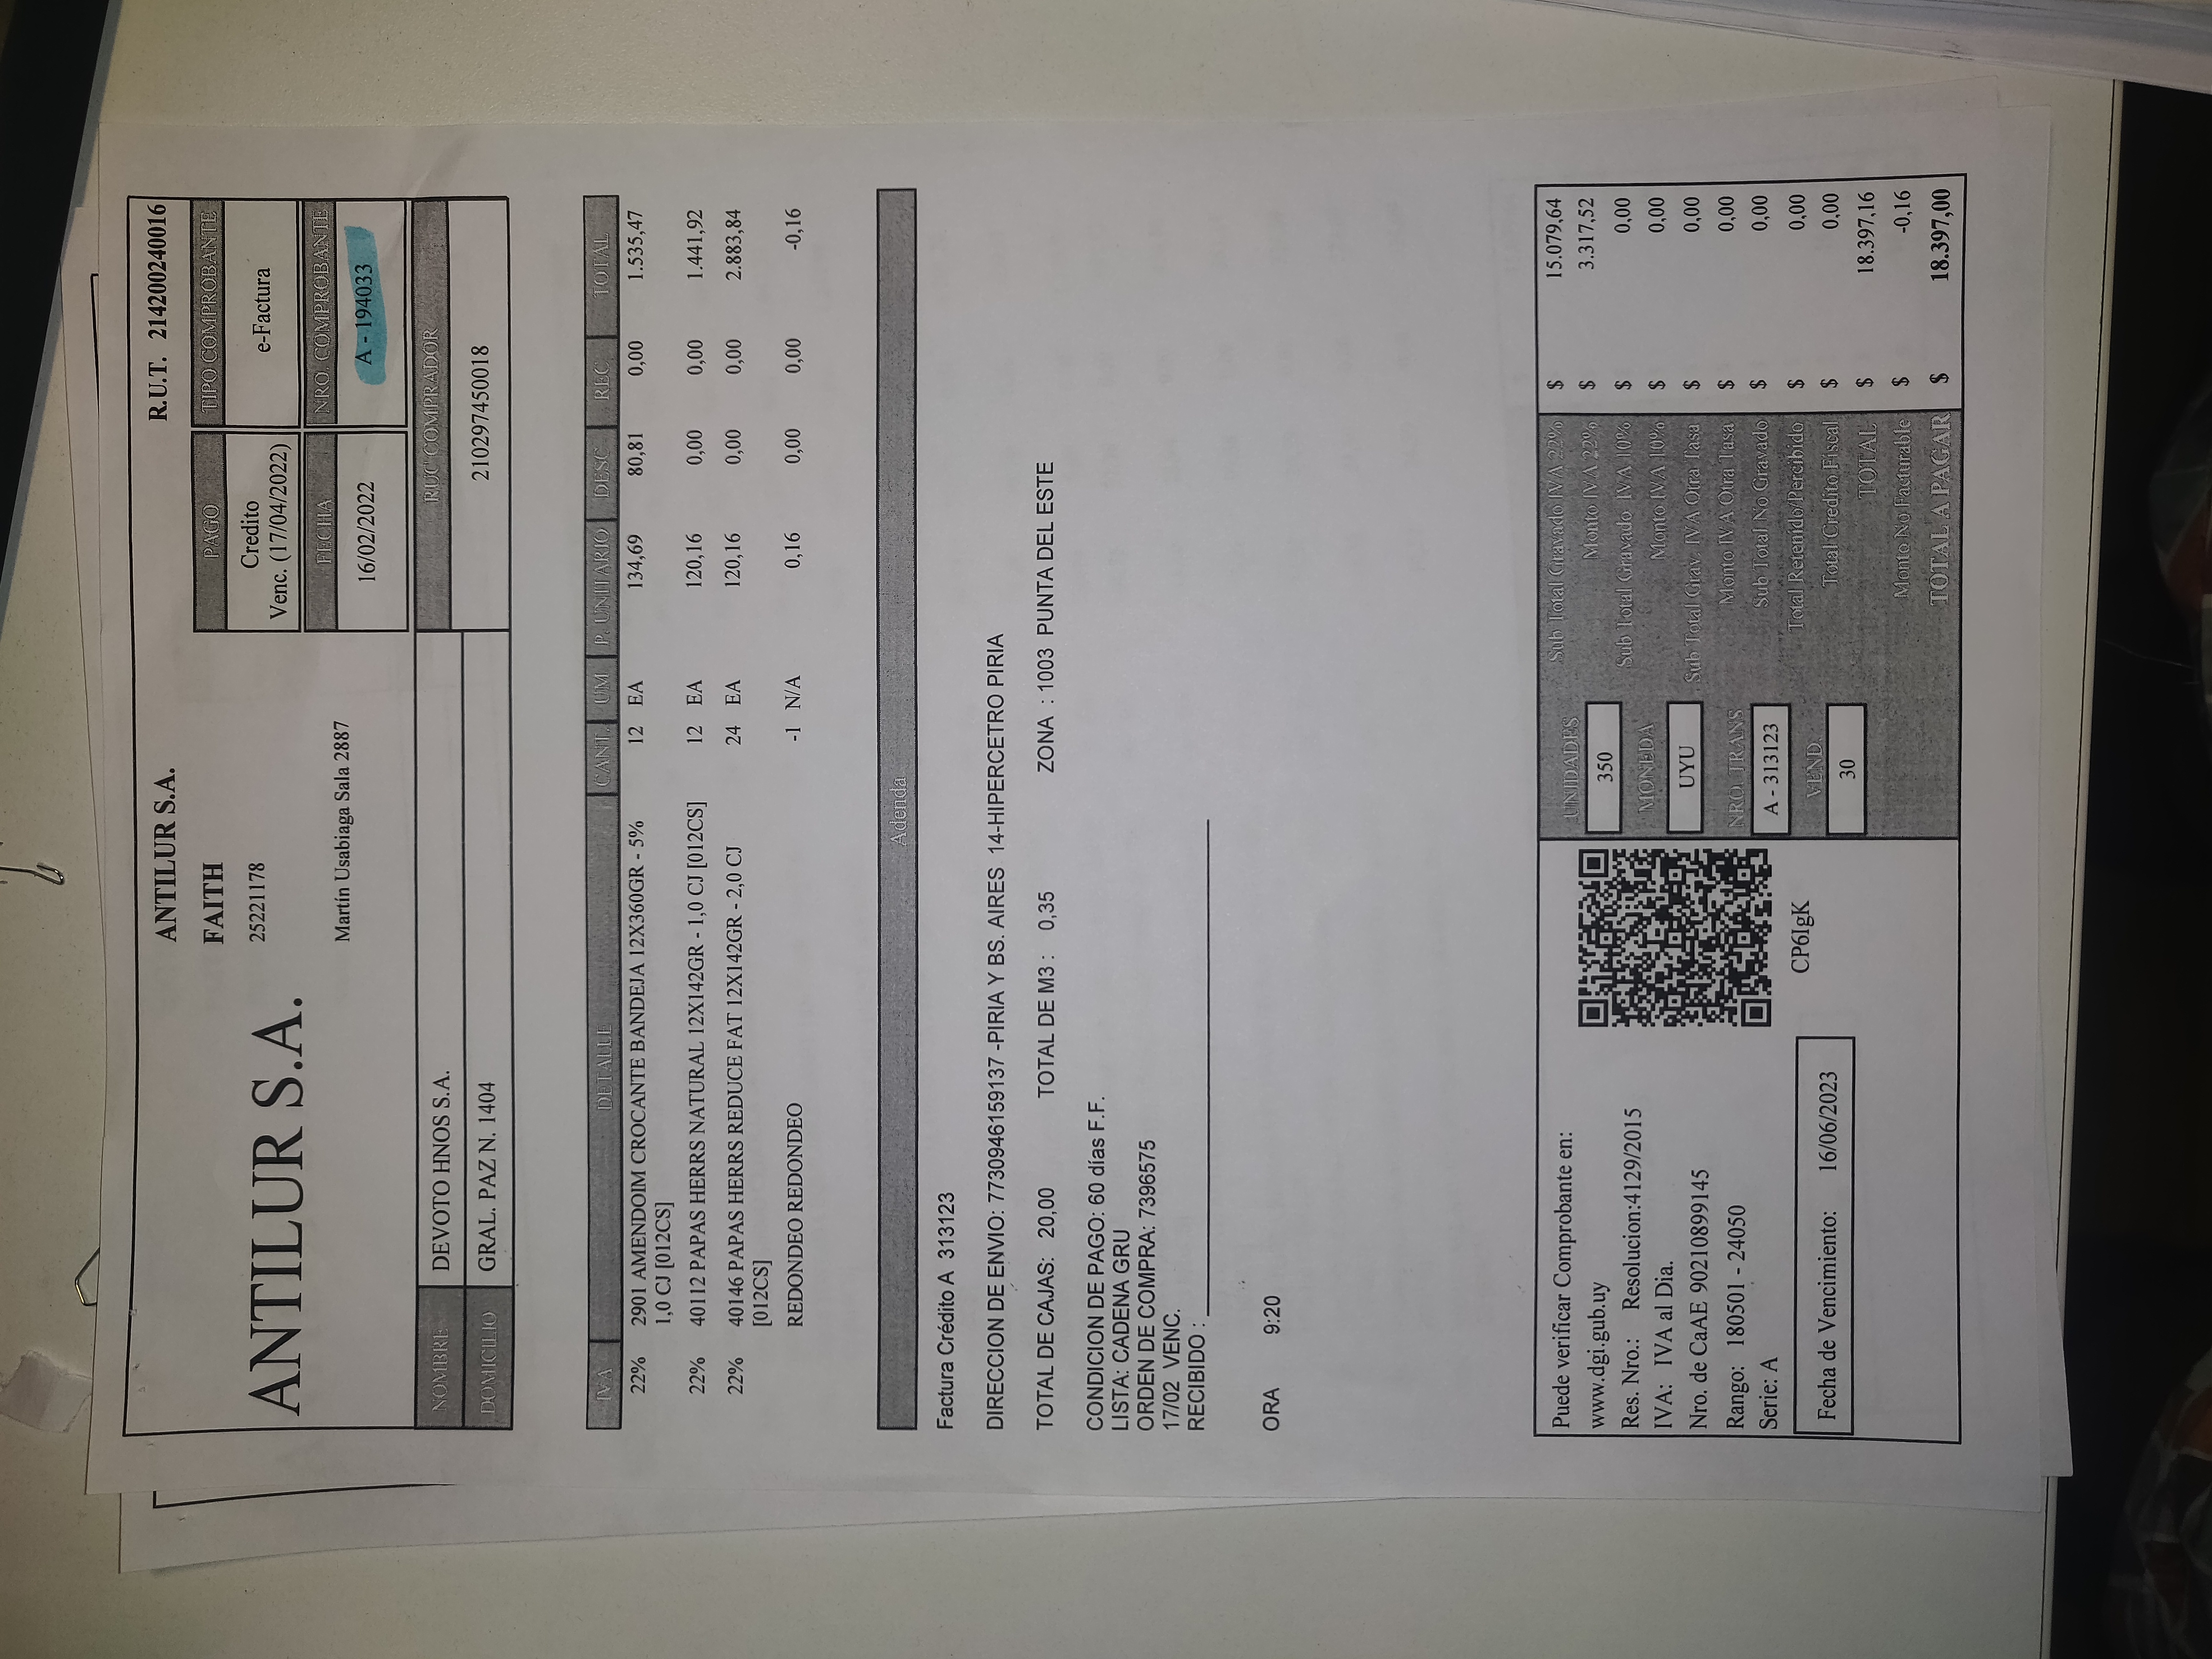 ANTILUR S.A.
R.U.T. 214200240016
ANTILUR S.A.
FAITH
25221178
Martín Usabiaga Sala 2887
PAGO
TIPO COMPROBANTE
Credito
Venc. (17/04/2022)
e-Factura
FECHA
NRO. COMPROBANTE
16/02/2022
A - 194033
NOMBRE
DEVOTO HNOS S.A.
RUC COMPRADOR
DOMICILIO
GRAL. PAZ N. 1404
210297450018
IVA DETALLE CANT. UM P. UNITARIO DESC REC TOTAL
22% 2901 AMENDOIM CROCANTE BANDEJA 12X360GR - 5% 12 EA 134,69 80,81 0,00 1.535,47
1,0 CJ [012CS]
22% 40112 PAPAS HERRS NATURAL 12X142GR - 1,0 CJ [012CS] 12 EA 120,16 0,00 0,00 1.441,92
22% 40146 PAPAS HERRS REDUCE FAT 12X142GR - 2,0 CJ 24 EA 120,16 0,00 0,00 2.883,84
[012CS]
REDONDEO REDONDEO -1 N/A 0,16 0,00 0,00 -0,16
Adenda
Factura Crédito A 313123
DIRECCION DE ENVIO: 7730946159137 -PIRIA Y BS. AIRES 14-HIPERCETRO PIRIA
TOTAL DE CAJAS: 20,00 TOTAL DE M3 : 0,35 ZONA : 1003 PUNTA DEL ESTE
CONDICION DE PAGO: 60 días F.F.
LISTA: CADENA GRU
ORDEN DE COMPRA: 7396575
17/02 VENC.
RECIBIDO :
ORA 9:20
Puede verificar Comprobante en:
www.dgi.gub.uy
Res. Nro.: Resolucion:4129/2015
IVA: IVA al Dia.
Nro. de CaAE 90210899145
Rango: 180501 - 24050
Serie: A
Fecha de Vencimiento: 16/06/2023
CP6IgK
UNIDADES
350
MONEDA
UYU
NRO. TRANS
A - 313123
VEND.
30
Sub Total Gravado IVA 22% $ 15.079,64
Monto IVA 22% $ 3.317,52
Sub Total Gravado IVA 10% $ 0,00
Monto IVA 10% $ 0,00
Sub Total Grav. IVA Otra Tasa $ 0,00
Monto IVA Otra Tasa $ 0,00
Sub Total No Gravado $ 0,00
Total Retenido/Percibido $ 0,00
Total Credito Fiscal $ 0,00
TOTAL $ 18.397,16
Monto No Facturable $ -0,16
TOTAL A PAGAR $ 18.397,00